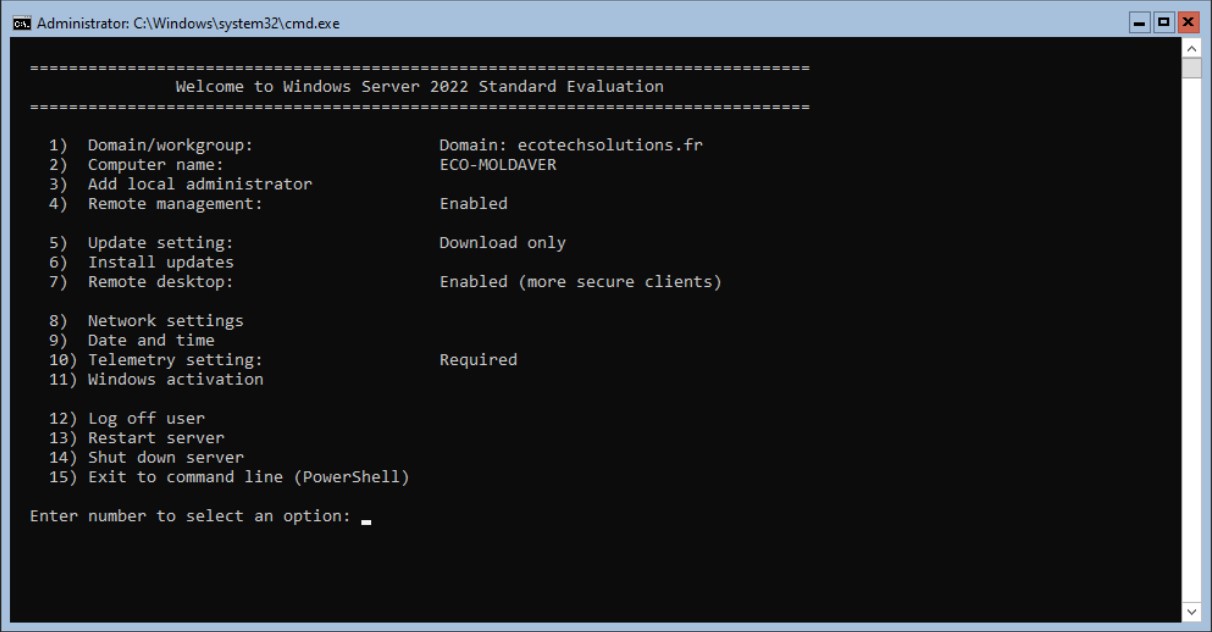 Administrator: C:\Windows\system32\cmd.exe
================================================================================
Welcome to Windows Server 2022 Standard Evaluation
================================================================================
1) Domain/workgroup: Domain: ecotechsolutions.fr
2) Computer name: ECO-MOLDAVER
3) Add local administrator
4) Remote management: Enabled
5) Update setting: Download only
6) Install updates
7) Remote desktop: Enabled (more secure clients)
8) Network settings
9) Date and time
10) Telemetry setting: Required
11) Windows activation
12) Log off user
13) Restart server
14) Shut down server
15) Exit to command line (PowerShell)
Enter number to select an option: